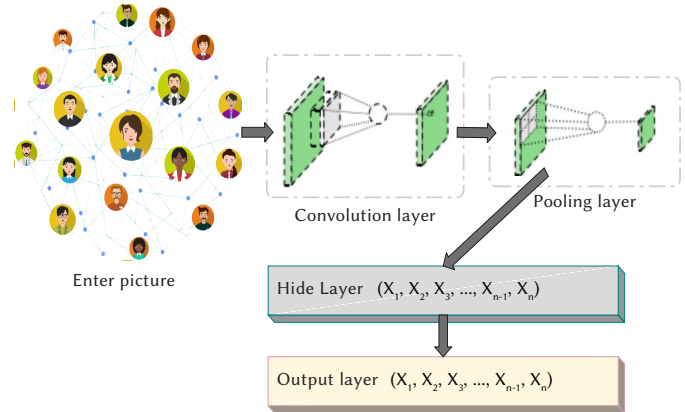 Enter picture
Convolution layer
Pooling layer
Hide Layer (X₁, X₂, X₃, ..., Xₙ₋₁, Xₙ)
Output layer (X₁, X₂, X₃, ..., Xₙ₋₁, Xₙ)